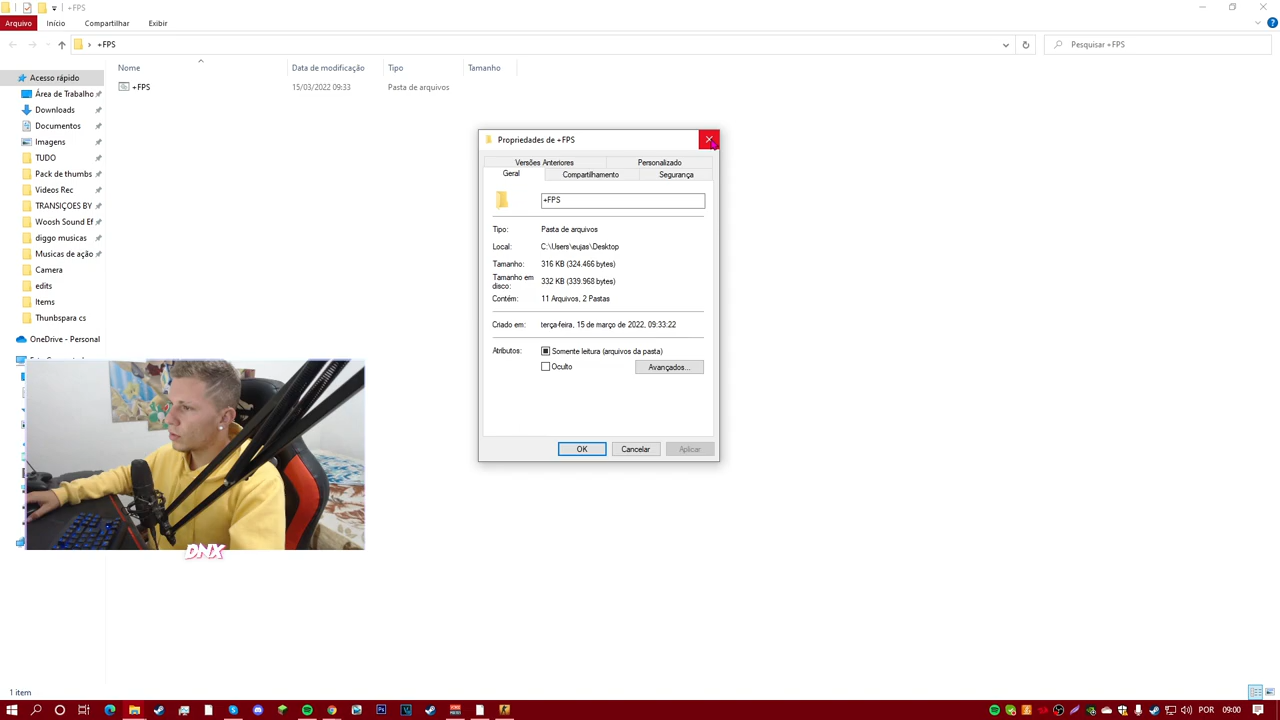 +FPS
Arquivo Início Compartilhar Exibir
+FPS
Pesquisar +FPS
Nome Data de modificação Tipo Tamanho
Acesso rápido
Área de Trabalho
Downloads
Documentos
Imagens
TUDO
Pack de thumbs
Videos Rec
TRANSIÇOES BY
Woosh Sound Ef
diggo musicas
Musicas de ação
Camera
edits
Items
Thunbspara cs
OneDrive - Personal
+FPS 15/03/2022 09:33 Pasta de arquivos
Propriedades de +FPS
Versões Anteriores Personalizado
Geral Compartilhamento Segurança
+FPS
Tipo: Pasta de arquivos
Local: C:\Users\eujas\Desktop
Tamanho: 316 KB (324.466 bytes)
Tamanho em disco: 332 KB (339.968 bytes)
Contém: 11 Arquivos, 2 Pastas
Criado em: terça-feira, 15 de março de 2022, 09:33:22
Atributos: Somente leitura (arquivos da pasta)
Oculto Avançados...
OK Cancelar Aplicar
DNX
1 item
POR 09:00